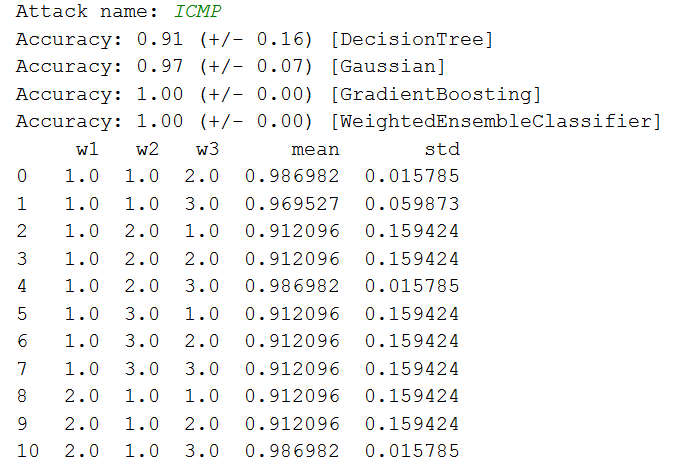 Attack name: ICMP
Accuracy: 0.91 (+/- 0.16) [DecisionTree]
Accuracy: 0.97 (+/- 0.07) [Gaussian]
Accuracy: 1.00 (+/- 0.00) [GradientBoosting]
Accuracy: 1.00 (+/- 0.00) [WeightedEnsembleClassifier]
w1 w2 w3 mean std
0 1.0 1.0 2.0 0.986982 0.015785
1 1.0 1.0 3.0 0.969527 0.059873
2 1.0 2.0 1.0 0.912096 0.159424
3 1.0 2.0 2.0 0.912096 0.159424
4 1.0 2.0 3.0 0.986982 0.015785
5 1.0 3.0 1.0 0.912096 0.159424
6 1.0 3.0 2.0 0.912096 0.159424
7 1.0 3.0 3.0 0.912096 0.159424
8 2.0 1.0 1.0 0.912096 0.159424
9 2.0 1.0 2.0 0.912096 0.159424
10 2.0 1.0 3.0 0.986982 0.015785